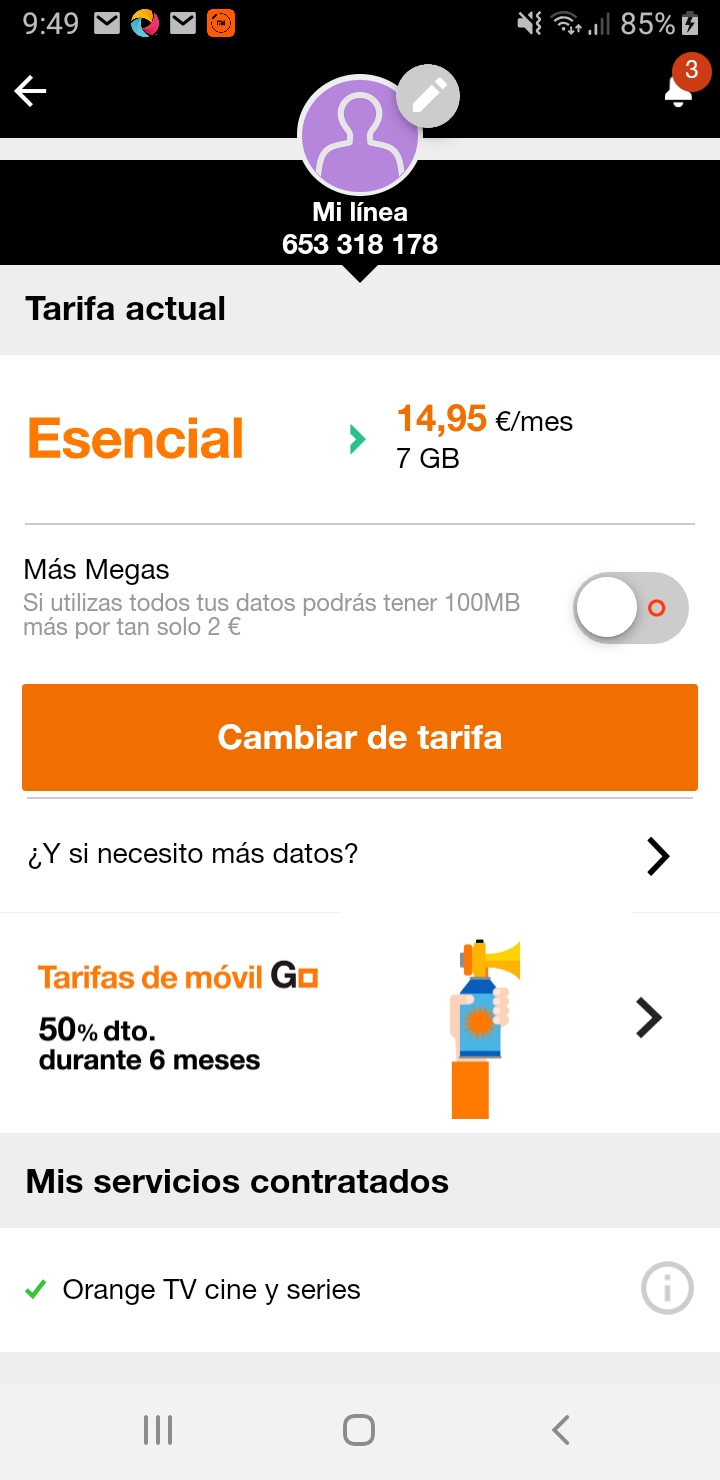 9:49
85%
3
Mi línea
653 318 178
Tarifa actual
Esencial
14,95 €/mes
7 GB
Más Megas
Si utilizas todos tus datos podrás tener 100MB
más por tan solo 2 €
Cambiar de tarifa
¿Y si necesito más datos?
Tarifas de móvil Go
50% dto.
durante 6 meses
Mis servicios contratados
Orange TV cine y series